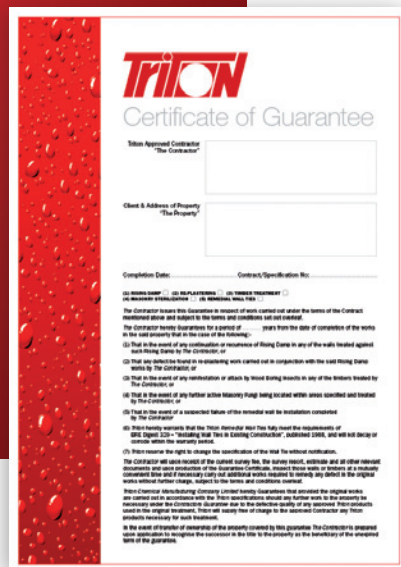 TRITON
Certificate of Guarantee
Triton Approved Contractor
"The Contractor"
Client & Address of Property
"The Property"
Completion Date:
Contract/Specification No:
(1) RISING DAMP (2) RE-PLASTERING (3) TIMBER TREATMENT
(4) MASONRY STERILIZATION (5) REMEDIAL WALL TIES
The Contractor issues this Guarantee in respect of work carried out under the terms of the Contract
mentioned above and subject to the terms and conditions set out overleaf.
The Contractor hereby Guarantees for a period of ........ years from the date of completion of the works
in the said property that in the case of the following:-
(1) That in the event of any continuation or recurrence of Rising Damp in any of the walls treated against
such Rising Damp by The Contractor, or
(2) That any defect be found in re-plastering work carried out in conjunction with the said Rising Damp
works by The Contractor, or
(3) That in the event of any reinfestation or attack by Wood Boring Insects in any of the timbers treated by
The Contractor, or
(4) That in the event of any further active Masonry Fungi being located within areas specified and treated
by The Contractor, or
(5) That in the event of a suspected failure of the remedial wall tie installation completed
by The Contractor
(6) Triton Warrants that the Triton Remedial Wall Ties fully meet the requirements of
BRE Digest 329 – "Installing Wall Ties in Existing Construction", published 1988, and will not decay or
corrode within the warranty period.
(7) Triton reserve the right to change the specification of the Wall Tie without notification.
The Contractor will upon receipt of the current survey fee, the survey report, estimate and all other relevant
documents and upon production of the Guarantee Certificate, inspect those walls or timbers at a mutually
convenient time and if necessary carry out additional works required to remedy any defect in the original
works without further charge, subject to the terms and conditions overleaf.
Triton Chemical Manufacturing Company Limited hereby Guarantees that provided the original works
are carried out in accordance with the Triton specifications should any further work to the property be
necessary under the Contractors Guarantee due to the defective quality of any approved Triton products
used in the original treatment, Triton will supply free of charge to the approved Contractor any Triton
products necessary for such treatment.
In the event of transfer of ownership of the property covered by this guarantee The Contractor is prepared
upon application to recognise the successor in the title to the property as the beneficiary of the unexpired
term of the guarantee.